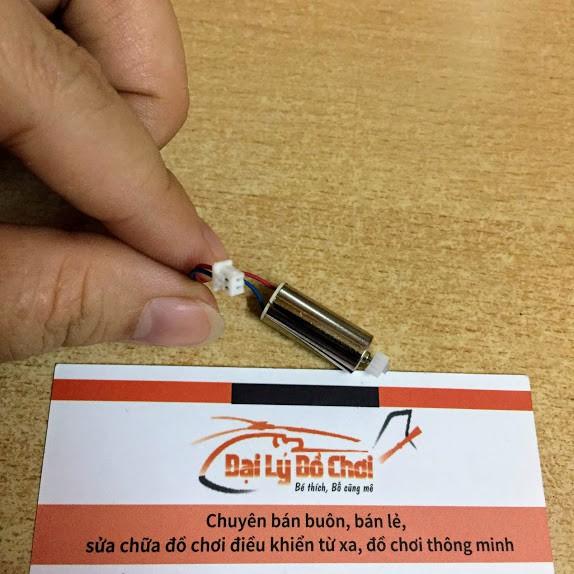 Đại Lý Đồ Chơi
Bé thích, Bố cũng mê
Chuyên bán buôn, bán lẻ,
sửa chữa đồ chơi điều khiển từ xa, đồ chơi thông minh